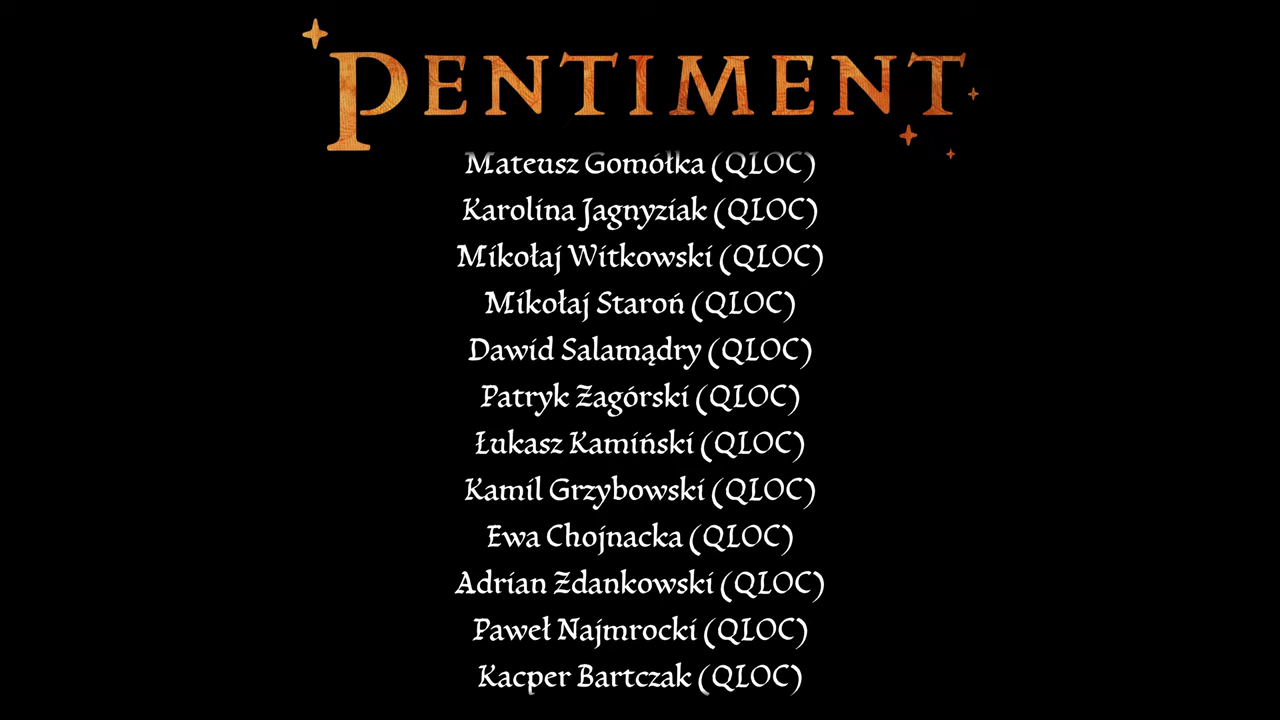 PENTIMENT
Mateusz Gomółka (QLOC)
Karolina Jagnyziak (QLOC)
Mikołaj Witkowski (QLOC)
Mikołaj Staroń (QLOC)
Dawid Salamądry (QLOC)
Patryk Zagórski (QLOC)
Łukasz Kamiński (QLOC)
Kamil Grzybowski (QLOC)
Ewa Chojnacka (QLOC)
Adrian Zdankowski (QLOC)
Paweł Najmrocki (QLOC)
Kacper Bartczak (QLOC)